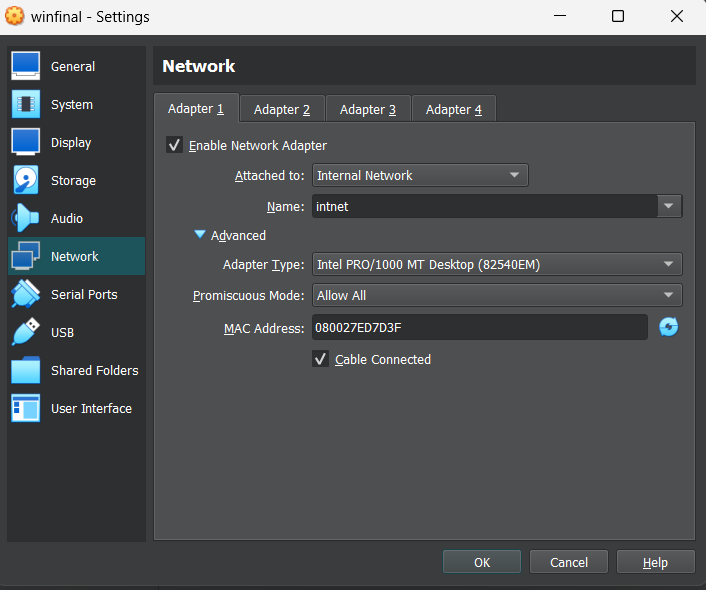 winfinal - Settings
General
System
Display
Storage
Audio
Network
Serial Ports
USB
Shared Folders
User Interface
Network
Adapter 1 Adapter 2 Adapter 3 Adapter 4
Enable Network Adapter
Attached to: Internal Network
Name: intnet
Advanced
Adapter Type: Intel PRO/1000 MT Desktop (82540EM)
Promiscuous Mode: Allow All
MAC Address: 080027ED7D3F
Cable Connected
OK Cancel Help